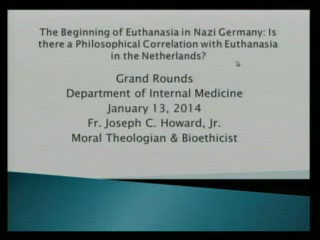 The Beginning of Euthanasia in Nazi Germany: Is
there a Philosophical Correlation with Euthanasia
in the Netherlands?
Grand Rounds
Department of Internal Medicine
January 13, 2014
Fr. Joseph C. Howard, Jr.
Moral Theologian & Bioethicist